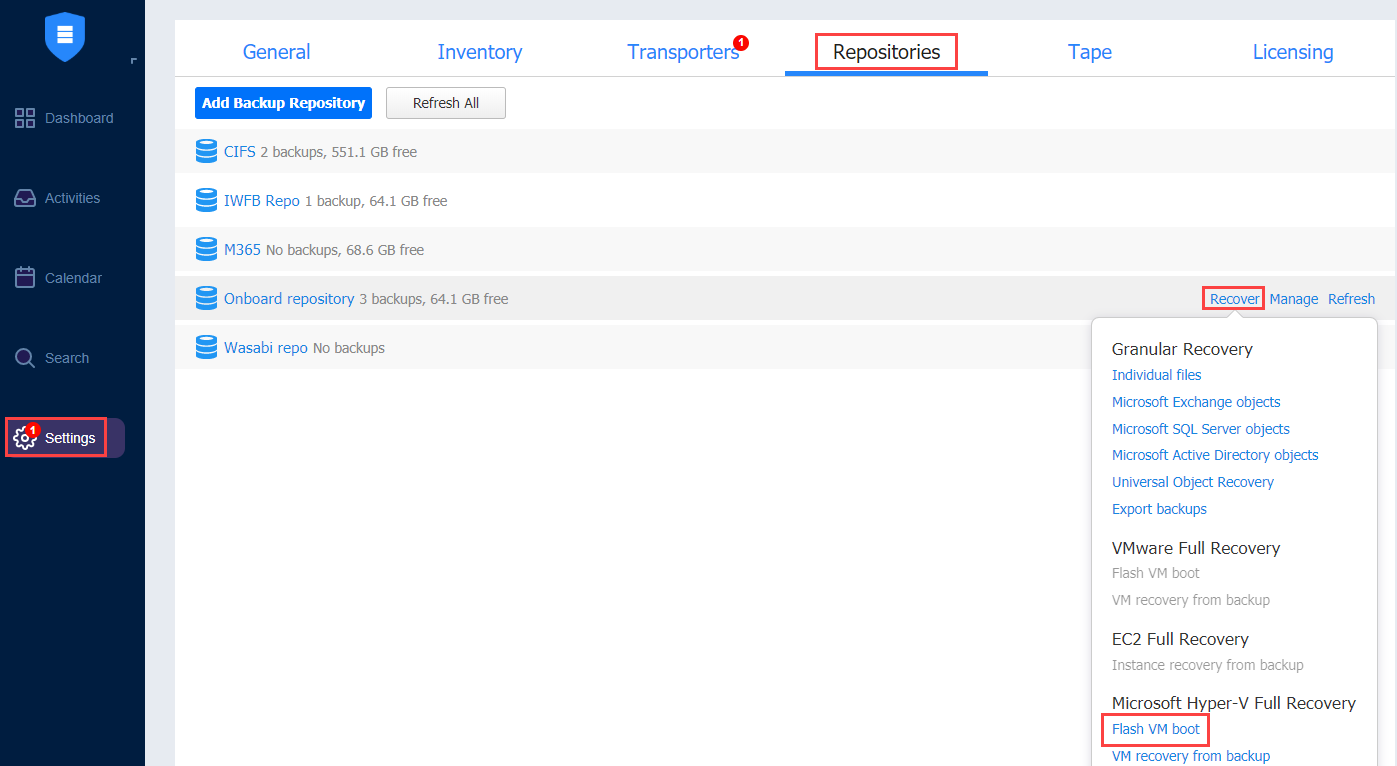 General Inventory Transporters 1 Repositories Tape Licensing
Add Backup Repository Refresh All
Dashboard
Activities
Calendar
Search
1 Settings
CIFS 2 backups, 551.1 GB free
IWFB Repo 1 backup, 64.1 GB free
M365 No backups, 68.6 GB free
Onboard repository 3 backups, 64.1 GB free Recover Manage Refresh
Wasabi repo No backups
Granular Recovery
Individual files
Microsoft Exchange objects
Microsoft SQL Server objects
Microsoft Active Directory objects
Universal Object Recovery
Export backups
VMware Full Recovery
Flash VM boot
VM recovery from backup
EC2 Full Recovery
Instance recovery from backup
Microsoft Hyper-V Full Recovery
Flash VM boot
VM recovery from backup